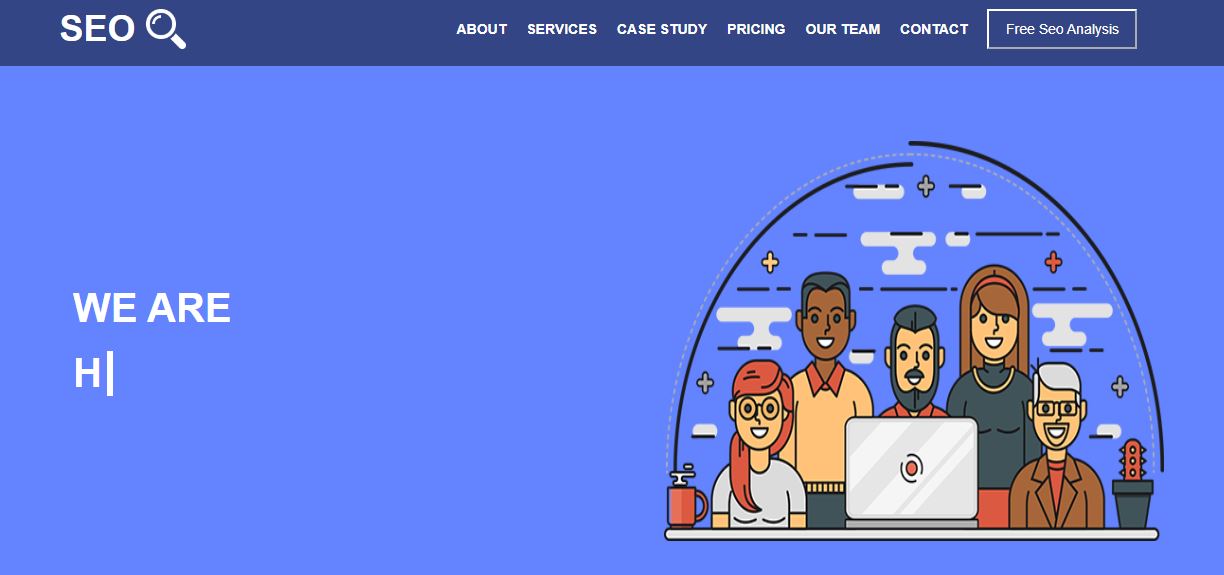 SEO
ABOUT SERVICES CASE STUDY PRICING OUR TEAM CONTACT Free Seo Analysis
WE ARE
H